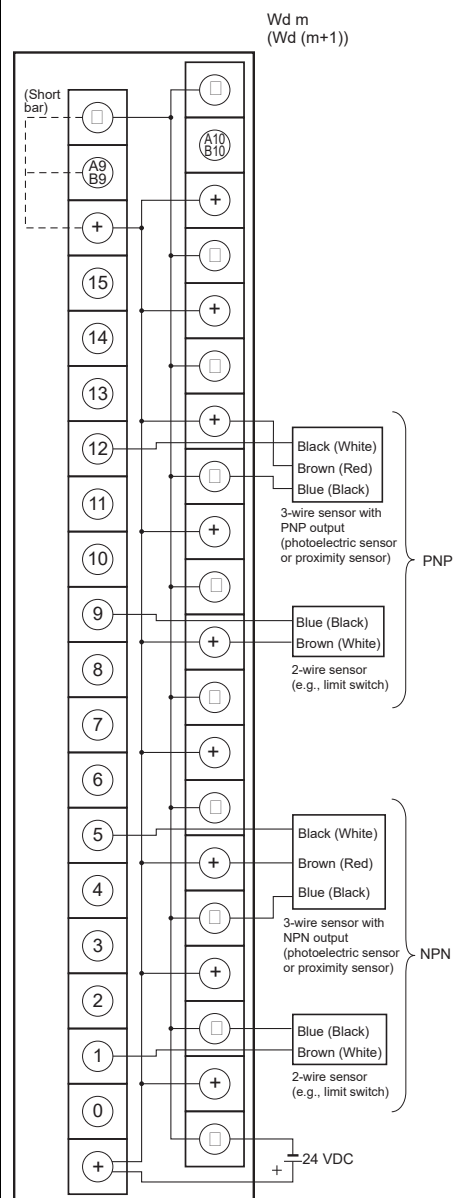 Wd m
(Wd (m+1))
(Short
bar)
A10
B10
A9
B9
+
+
15
+
14
13
+
12
Black (White)
Brown (Red)
Blue (Black)
11
3-wire sensor with
PNP output
(photoelectric sensor
or proximity sensor)
PNP
+
10
9
Blue (Black)
Brown (White)
+
8
2-wire sensor
(e.g., limit switch)
7
+
6
5
Black (White)
Brown (Red)
Blue (Black)
+
4
3-wire sensor with
NPN output
(photoelectric sensor
or proximity sensor)
NPN
3
+
2
1
Blue (Black)
Brown (White)
2-wire sensor
(e.g., limit switch)
+
0
+
24 VDC
+